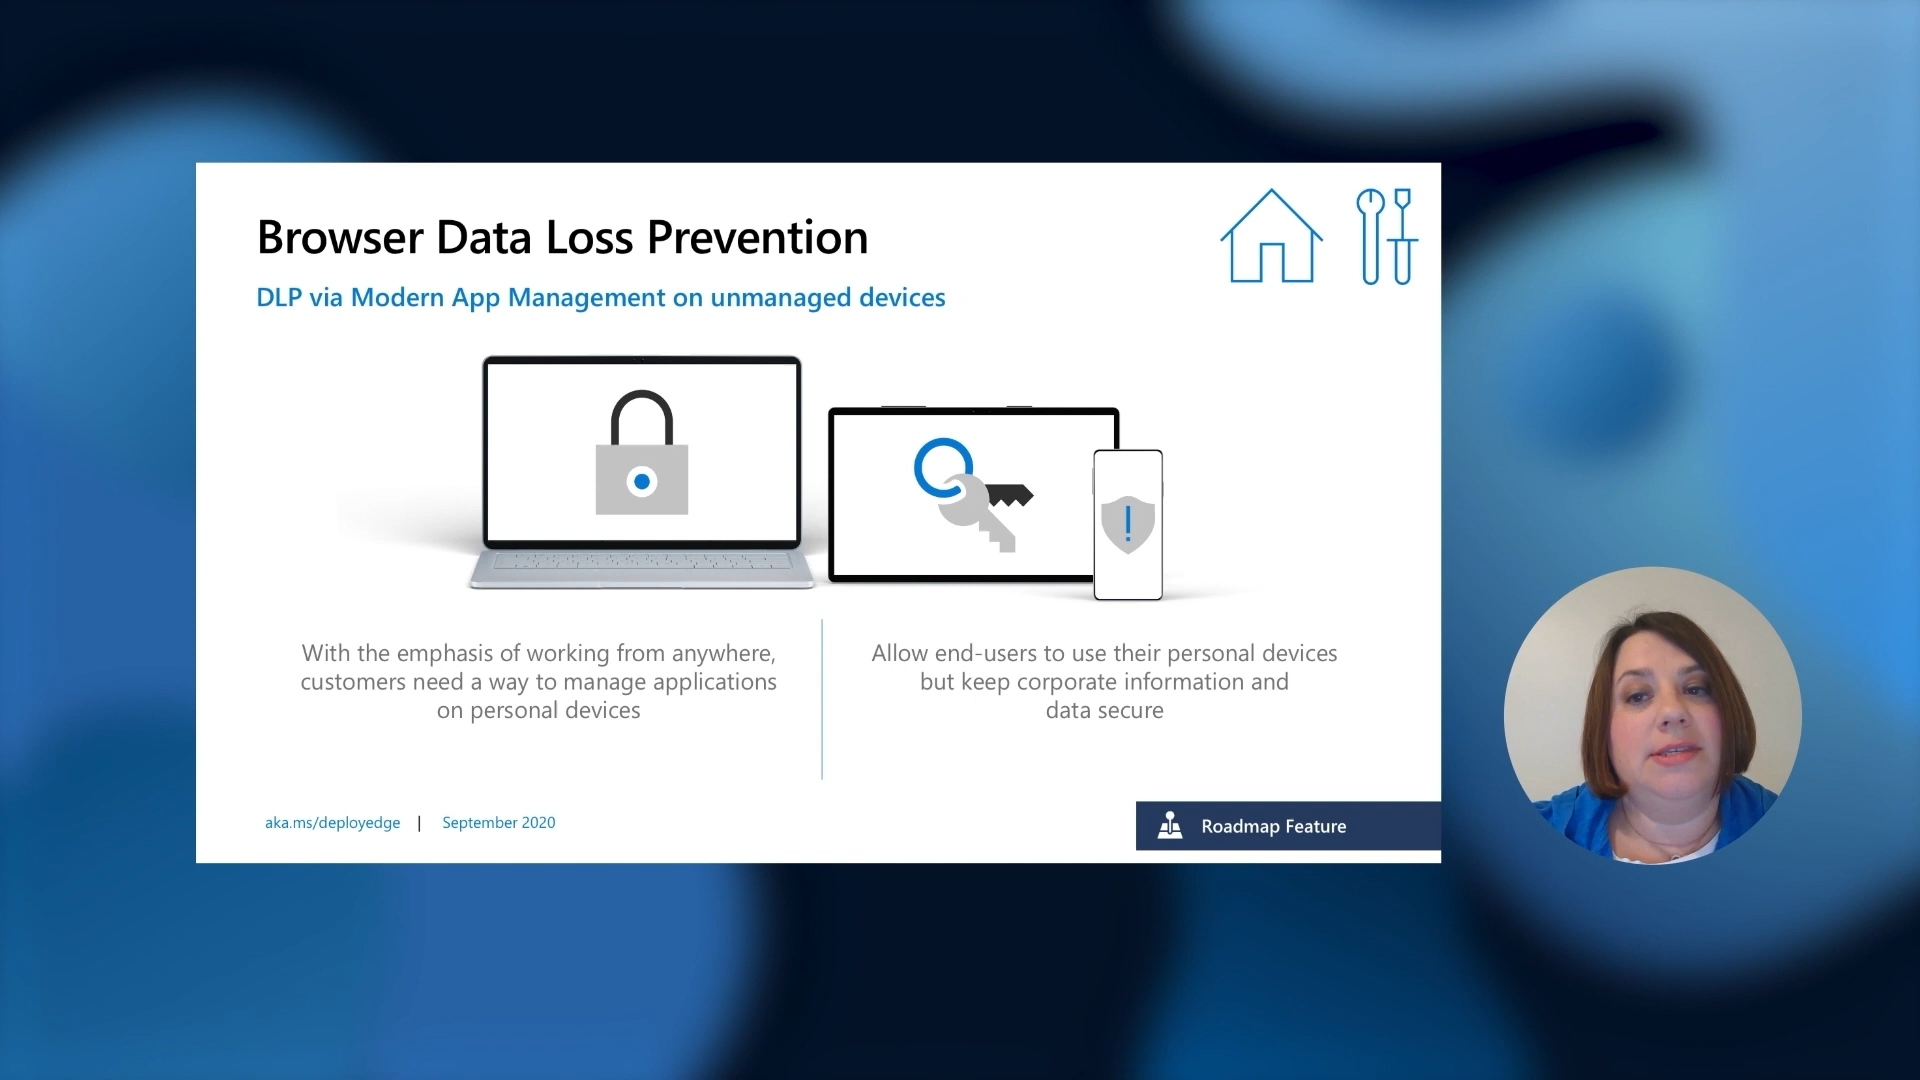 Browser Data Loss Prevention
DLP via Modern App Management on unmanaged devices
With the emphasis of working from anywhere,
customers need a way to manage applications
on personal devices
Allow end-users to use their personal devices
but keep corporate information and
data secure
aka.ms/deployedge | September 2020
Roadmap Feature